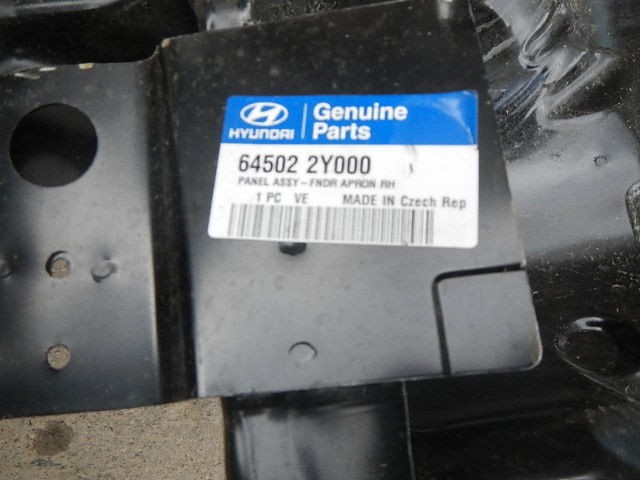 HYUNDAI
Genuine
Parts
64502 2Y000
PANEL ASSY-FNDR APRON RH
1 PC VE MADE IN Czech Rep